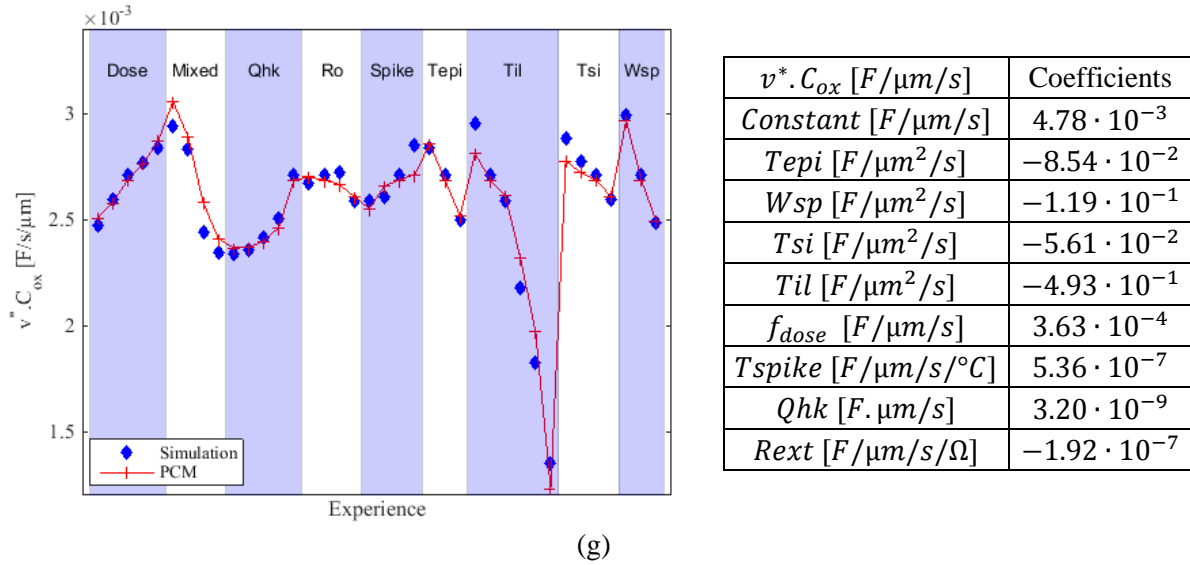 ×10⁻³
Dose Mixed Qhk Ro Spike Tepi Til Tsi Wsp
3
2.5
2
1.5
v*.C_ox [F/s/μm]
Simulation
PCM
Experience
v*.C_ox [F/μm/s] Coefficients
Constant [F/μm/s] 4.78 · 10⁻³
Tepi [F/μm²/s] −8.54 · 10⁻²
Wsp [F/μm²/s] −1.19 · 10⁻¹
Tsi [F/μm²/s] −5.61 · 10⁻²
Til [F/μm²/s] −4.93 · 10⁻¹
f_dose [F/μm/s] 3.63 · 10⁻⁴
Tspike [F/μm/s/°C] 5.36 · 10⁻⁷
Qhk [F.μm/s] 3.20 · 10⁻⁹
Rext [F/μm/s/Ω] −1.92 · 10⁻⁷
(g)